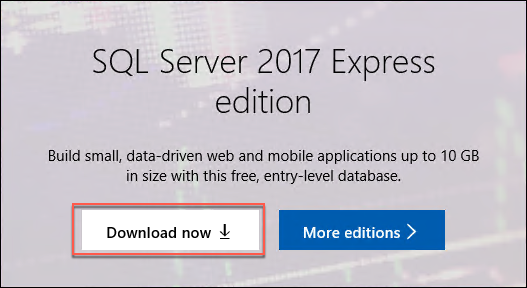 SQL Server 2017 Express
edition
Build small, data-driven web and mobile applications up to 10 GB
in size with this free, entry-level database.
Download now
More editions